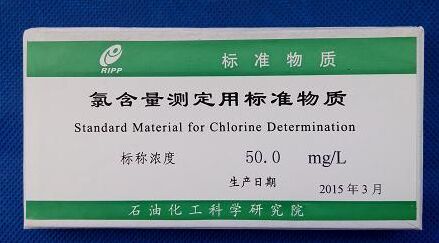 RIPP
标准物质
氯含量测定用标准物质
Standard Material for Chlorine Determination
标称浓度 50.0 mg/L
生产日期 2015年3月
石油化工科学研究院